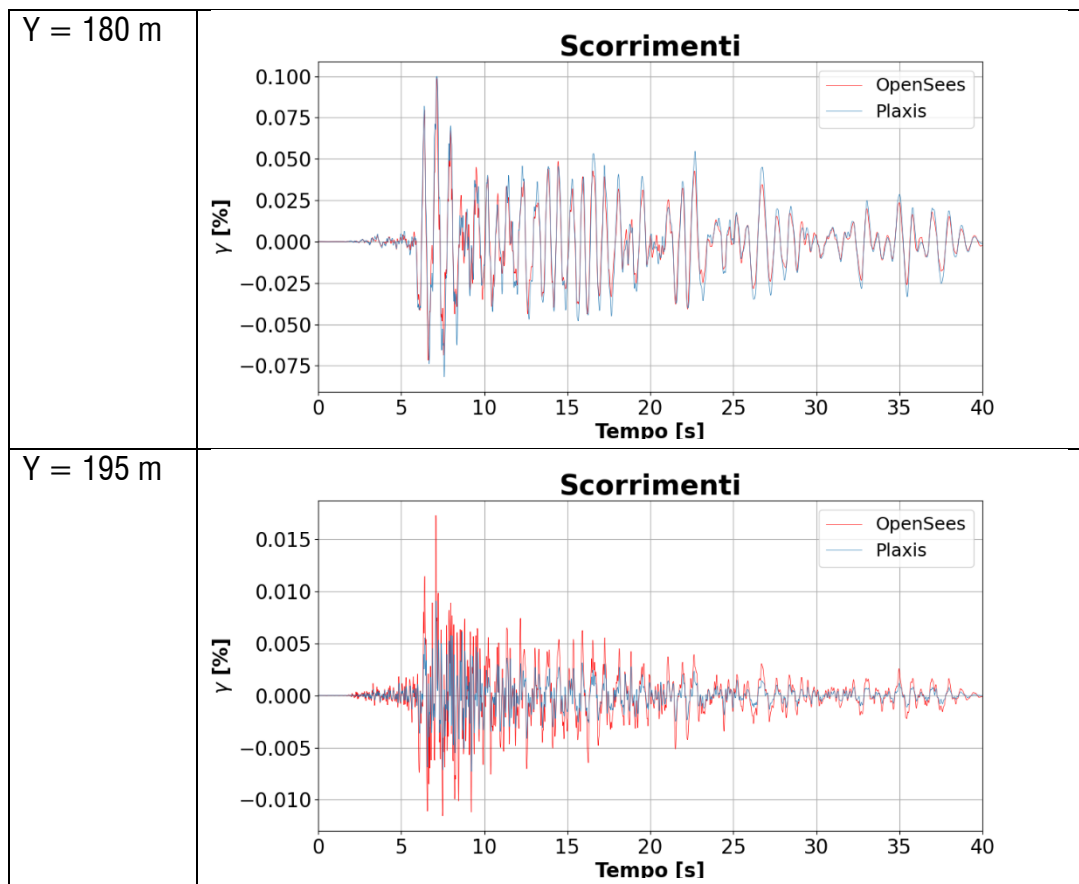 Y = 180 m
Scorrimenti
OpenSees
Plaxis
0.100
0.075
0.050
0.025
0.000
−0.025
−0.050
−0.075
γ [%]
0 5 10 15 20 25 30 35 40
Tempo [s]
Y = 195 m
Scorrimenti
OpenSees
Plaxis
0.015
0.010
0.005
0.000
−0.005
−0.010
γ [%]
0 5 10 15 20 25 30 35 40
Tempo [s]